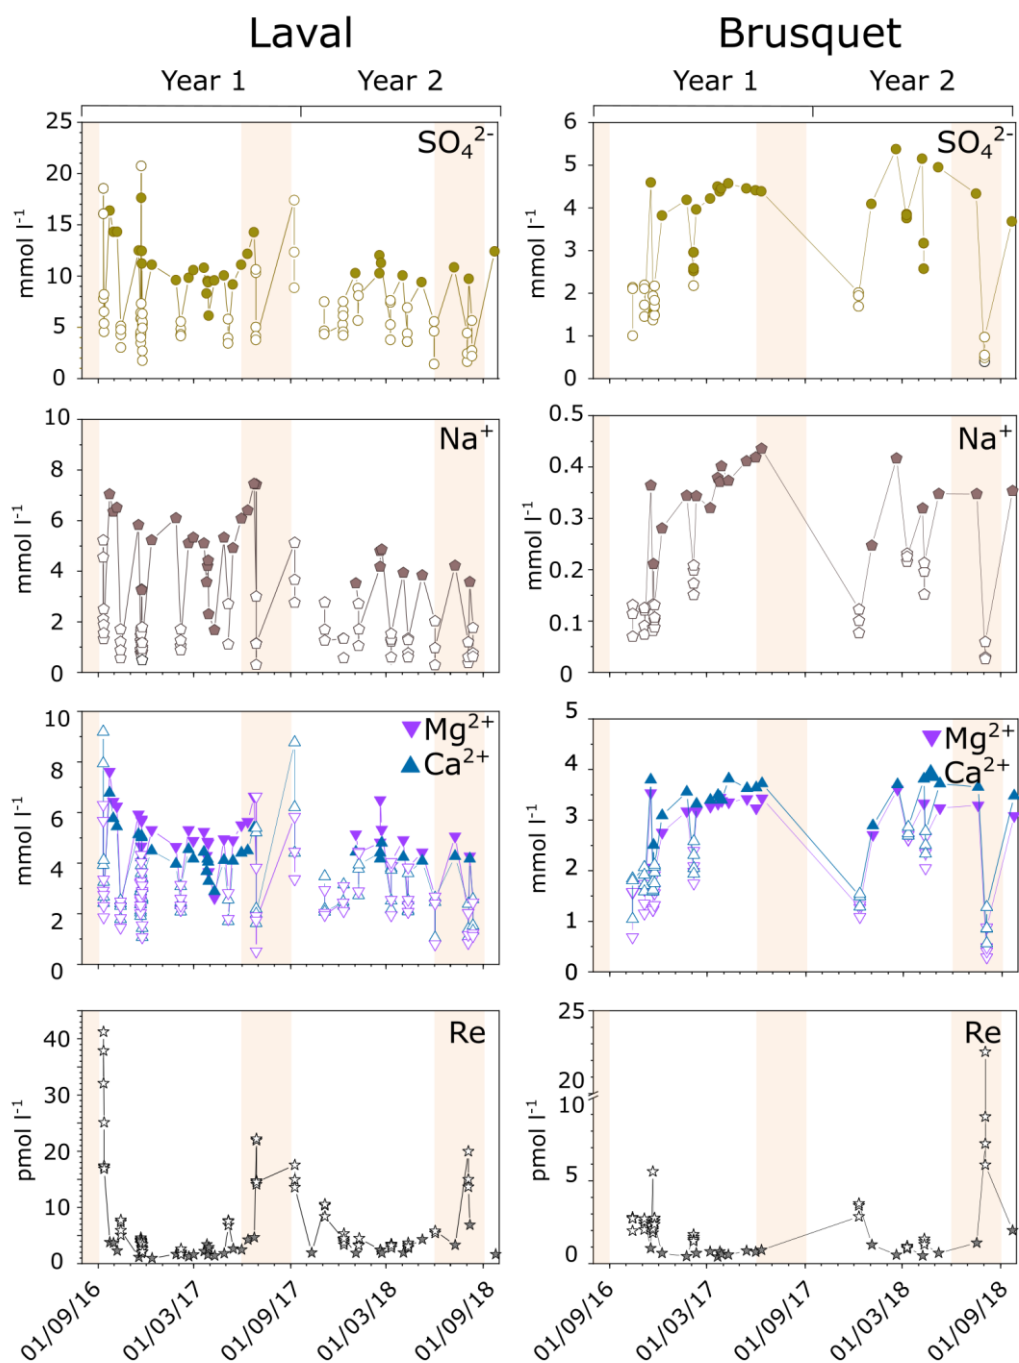 Laval
Brusquet
Year 1
Year 2
Year 1
Year 2
SO₄²⁻
mmol l⁻¹
25
20
15
10
5
0
SO₄²⁻
mmol l⁻¹
6
5
4
3
2
1
0
Na⁺
mmol l⁻¹
10
8
6
4
2
0
Na⁺
mmol l⁻¹
0.5
0.4
0.3
0.2
0.1
0
Mg²⁺
Ca²⁺
mmol l⁻¹
10
8
6
4
2
0
Mg²⁺
Ca²⁺
mmol l⁻¹
5
4
3
2
1
0
Re
pmol l⁻¹
40
30
20
10
0
Re
pmol l⁻¹
25
20
10
5
0
01/09/16
01/03/17
01/09/17
01/03/18
01/09/18
01/09/16
01/03/17
01/09/17
01/03/18
01/09/18